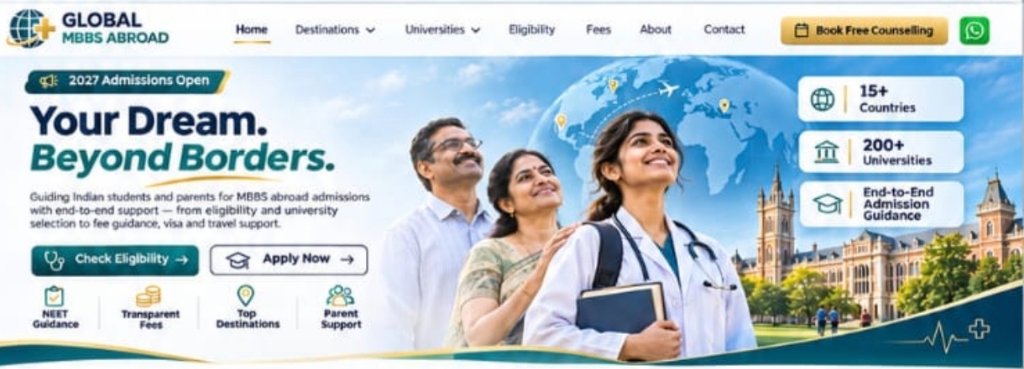 GLOBAL
MBBS ABROAD
Home
Destinations
Universities
Eligibility
Fees
About
Contact
Book Free Counselling
2027 Admissions Open
Your Dream.
Beyond Borders.
Guiding Indian students and parents for MBBS abroad admissions
with end-to-end support — from eligibility and university
selection to fee guidance, visa and travel support.
Check Eligibility →
Apply Now →
NEET
Guidance
Transparent
Fees
Top
Destinations
Parent
Support
15+
Countries
200+
Universities
End-to-End
Admission
Guidance